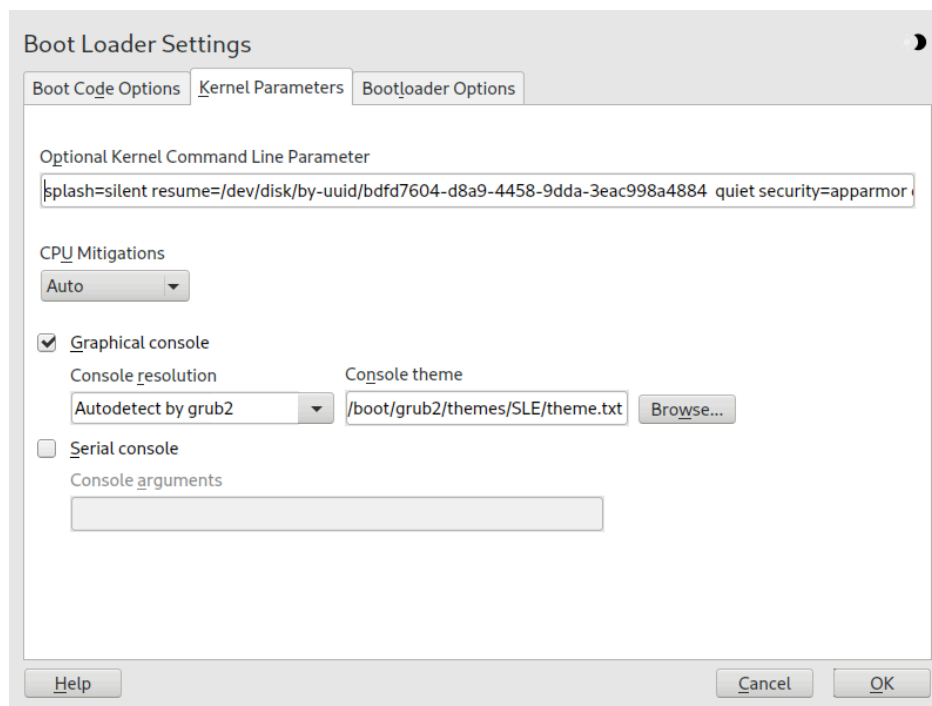 Boot Loader Settings
Boot Code Options Kernel Parameters Bootloader Options
Optional Kernel Command Line Parameter
splash=silent resume=/dev/disk/by-uuid/bdfd7604-d8a9-4458-9dda-3eac998a4884 quiet security=apparmor
CPU Mitigations
Auto
Graphical console
Console resolution Console theme
Autodetect by grub2 /boot/grub2/themes/SLE/theme.txt Browse...
Serial console
Console arguments
Help Cancel OK